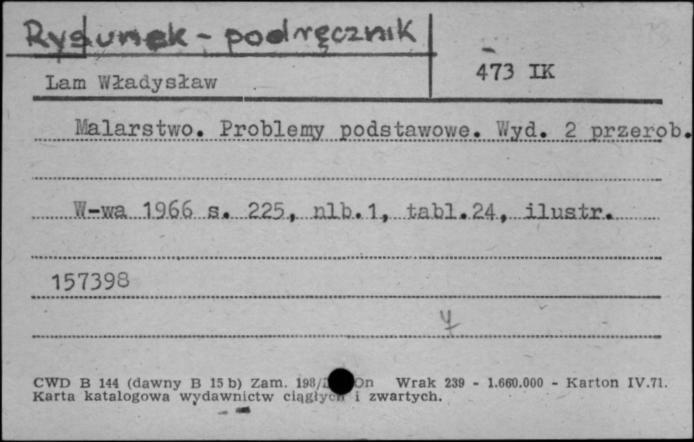 Rysunek - podręcznik
473 IK
Lam Władysław
Malarstwo. Problemy podstawowe. Wyd. 2 przerob.
W-wa 1966 s. 225, nlb.1, tabl.24, ilustr.
157398
CWD B 144 (dawny B 15 b) Zam. Wrak 239 - 1.660.000 - Karton IV.71.
Karta katalogowa wydawnictw ciągłych i zwartych.